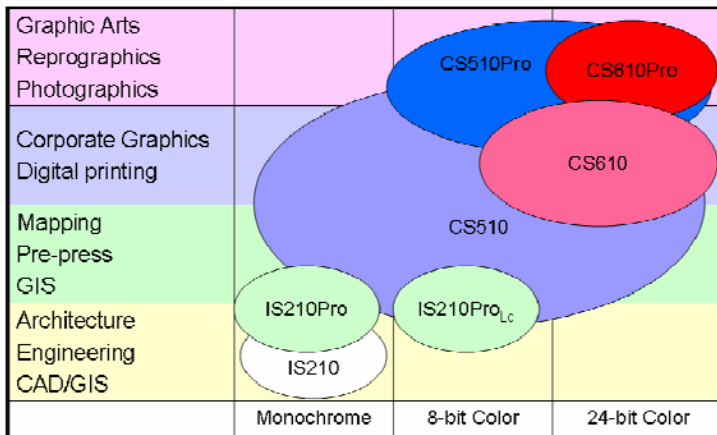 Graphic Arts
Reprographics
Photographics
CS510Pro
CS610Pro
Corporate Graphics
Digital printing
CS610
Mapping
Pre-press
GIS
CS510
IS210Pro
IS210ProLc
Architecture
Engineering
CAD/GIS
IS210
Monochrome
8-bit Color
24-bit Color